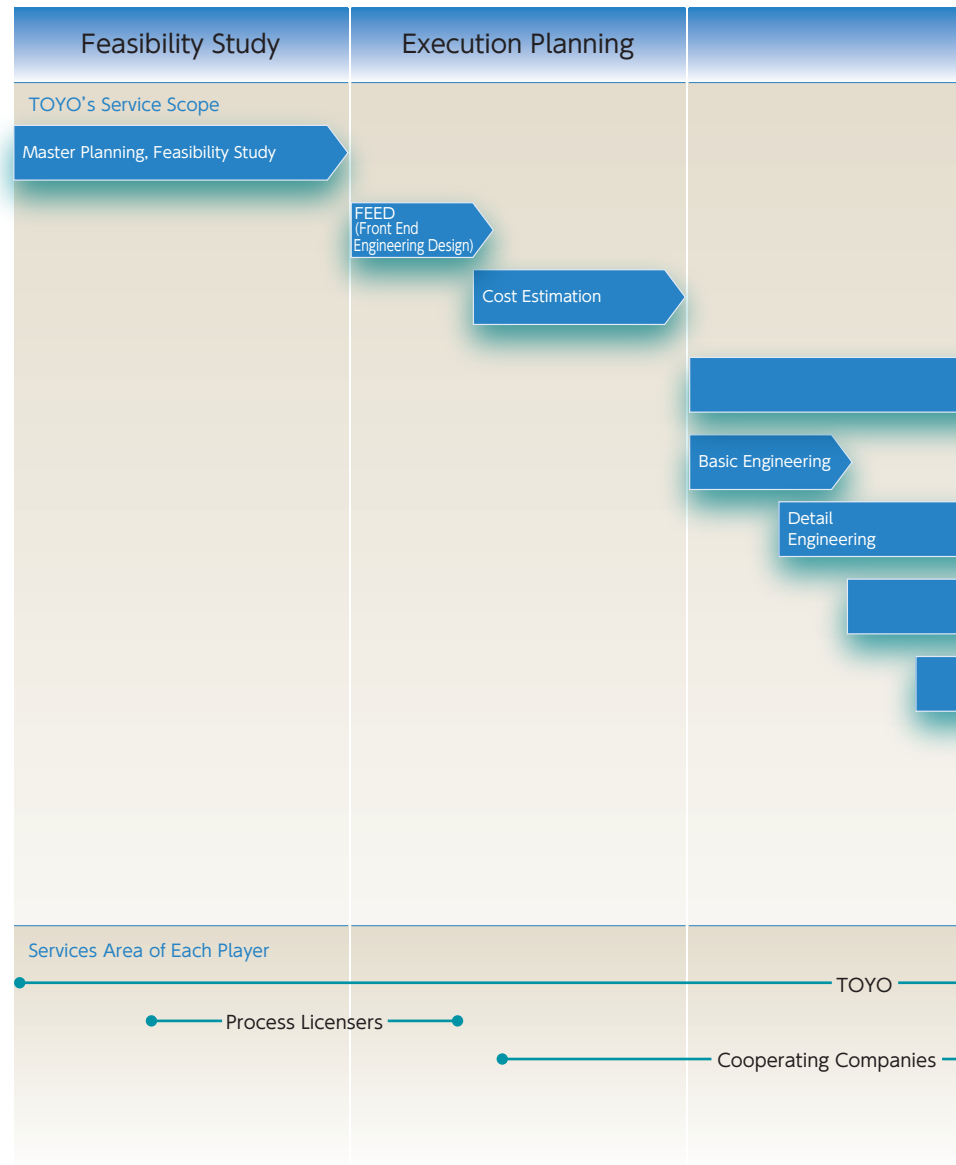 Feasibility Study
Execution Planning
TOYO's Service Scope
Master Planning, Feasibility Study
FEED
(Front End
Engineering Design)
Cost Estimation
Basic Engineering
Detail
Engineering
Services Area of Each Player
TOYO
Process Licensers
Cooperating Companies